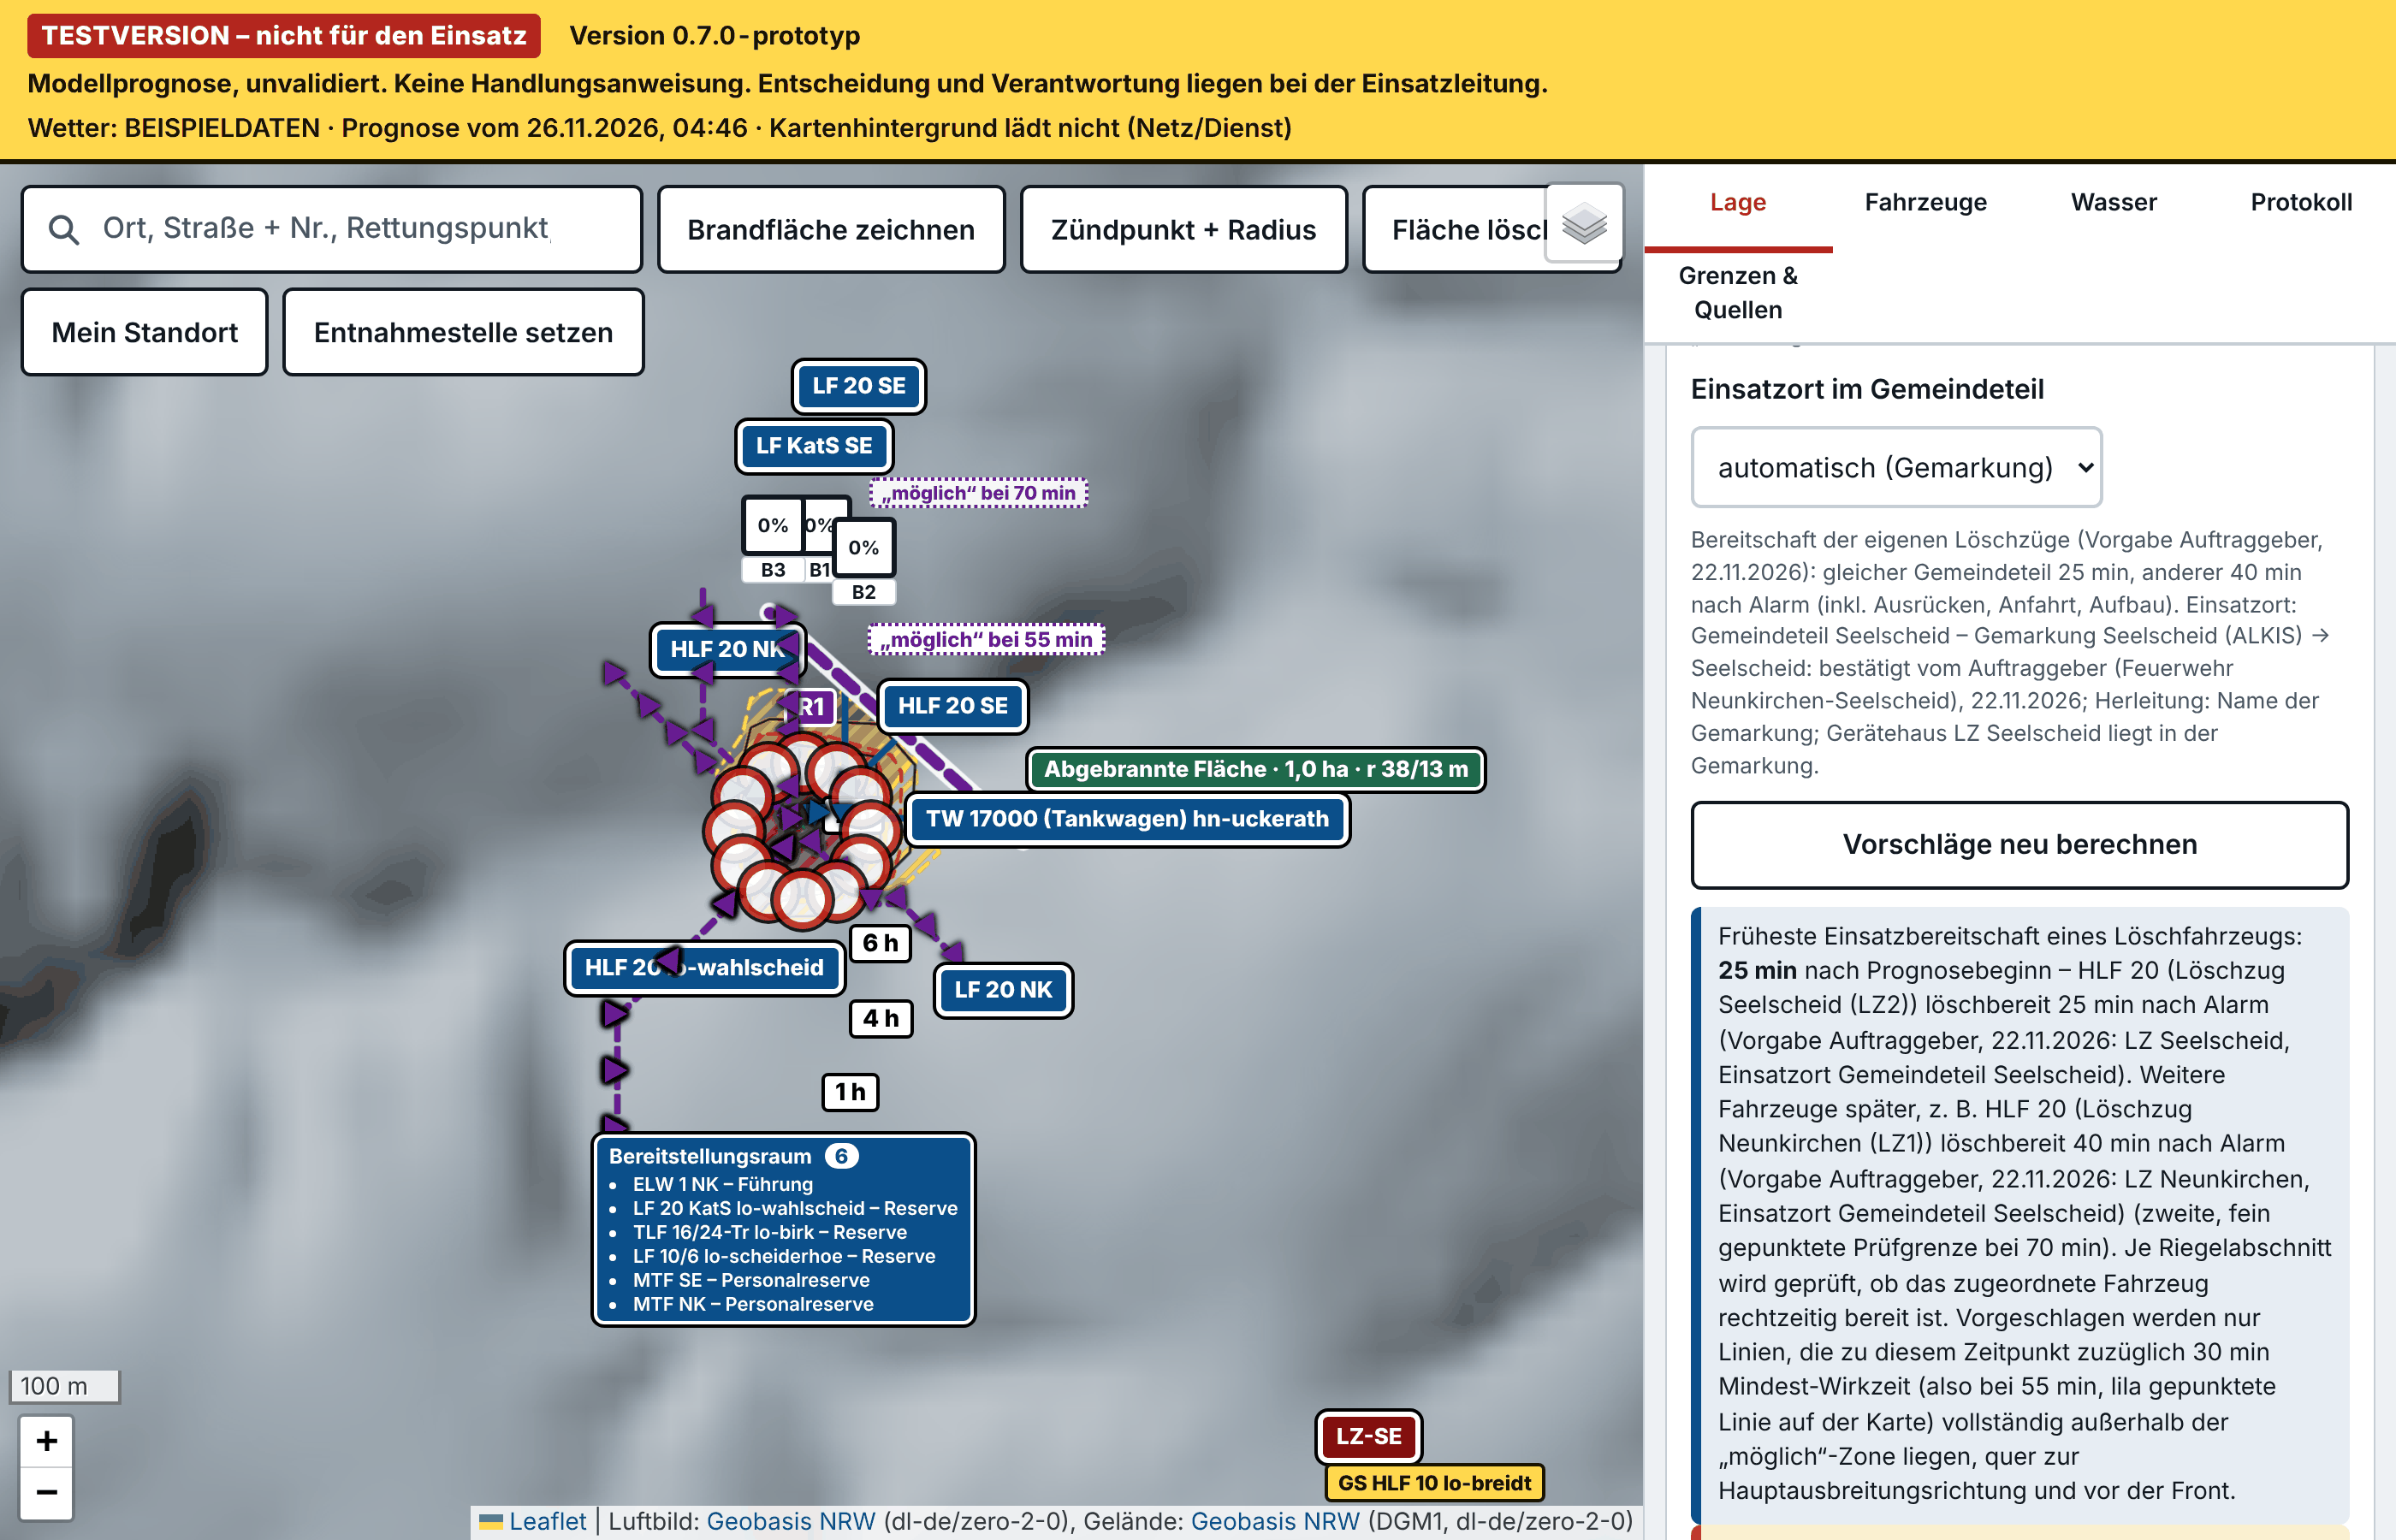 TESTVERSION – nicht für den Einsatz
Version 0.7.0-prototyp
Modellprognose, unvalidiert. Keine Handlungsanweisung. Entscheidung und Verantwortung liegen bei der Einsatzleitung.
Wetter: BEISPIELDATEN · Prognose vom 26.11.2026, 04:46 · Kartenhintergrund lädt nicht (Netz/Dienst)
Ort, Straße + Nr., Rettungspunkt
Brandfläche zeichnen
Zündpunkt + Radius
Fläche
Mein Standort
Entnahmestelle setzen
LF 20 SE
LF KatS SE
„möglich“ bei 70 min
0%
0%
0%
B3
B1
B2
„möglich“ bei 55 min
HLF 20 NK
R1
HLF 20 SE
Abgebrannte Fläche · 1,0 ha · r 38/13 m
TW 17000 (Tankwagen) hn-uckerath
6 h
HLF 20 -wahlscheid
LF 20 NK
4 h
1 h
Bereitstellungsraum 6
• ELW 1 NK – Führung
• LF 20 KatS lo-wahlscheid – Reserve
• TLF 16/24-Tr lo-birk – Reserve
• LF 10/6 lo-scheiderhoe – Reserve
• MTF SE – Personalreserve
• MTF NK – Personalreserve
100 m
+
−
LZ-SE
GS HLF 10 lo-breidt
Leaflet | Luftbild: Geobasis NRW (dl-de/zero-2-0), Gelände: Geobasis NRW (DGM1, dl-de/zero-2-0)
Lage
Fahrzeuge
Wasser
Protokoll
Grenzen &
Quellen
Einsatzort im Gemeindeteil
automatisch (Gemarkung)
Bereitschaft der eigenen Löschzüge (Vorgabe Auftraggeber,
22.11.2026): gleicher Gemeindeteil 25 min, anderer 40 min
nach Alarm (inkl. Ausrücken, Anfahrt, Aufbau). Einsatzort:
Gemeindeteil Seelscheid – Gemarkung Seelscheid (ALKIS) →
Seelscheid: bestätigt vom Auftraggeber (Feuerwehr
Neunkirchen-Seelscheid), 22.11.2026; Herleitung: Name der
Gemarkung; Gerätehaus LZ Seelscheid liegt in der
Gemarkung.
Vorschläge neu berechnen
Früheste Einsatzbereitschaft eines Löschfahrzeugs:
25 min nach Prognosebeginn – HLF 20 (Löschzug
Seelscheid (LZ2)) löschbereit 25 min nach Alarm
(Vorgabe Auftraggeber, 22.11.2026: LZ Seelscheid,
Einsatzort Gemeindeteil Seelscheid). Weitere
Fahrzeuge später, z. B. HLF 20 (Löschzug
Neunkirchen (LZ1)) löschbereit 40 min nach Alarm
(Vorgabe Auftraggeber, 22.11.2026: LZ Neunkirchen,
Einsatzort Gemeindeteil Seelscheid) (zweite, fein
gepunktete Prüfgrenze bei 70 min). Je Riegelabschnitt
wird geprüft, ob das zugeordnete Fahrzeug
rechtzeitig bereit ist. Vorgeschlagen werden nur
Linien, die zu diesem Zeitpunkt zuzüglich 30 min
Mindest-Wirkzeit (also bei 55 min, lila gepunktete
Linie auf der Karte) vollständig außerhalb der
„möglich“-Zone liegen, quer zur
Hauptausbreitungsrichtung und vor der Front.